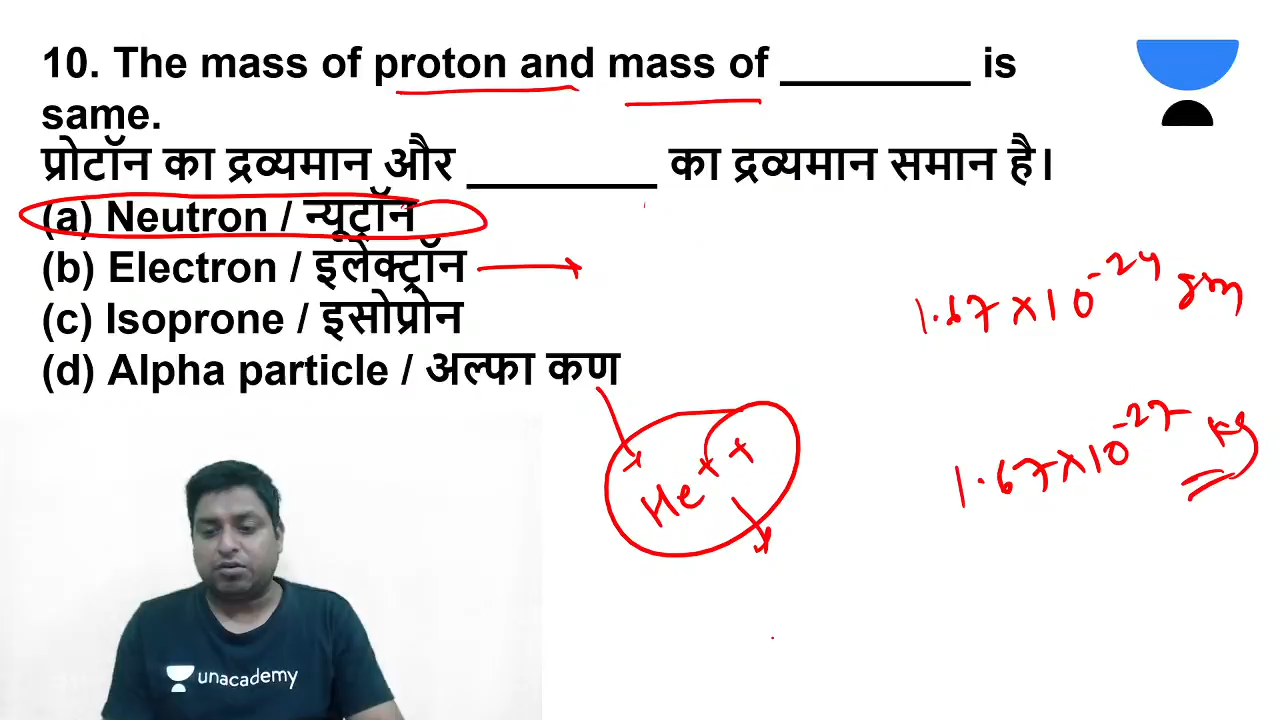 10. The mass of proton and mass of ________ is
same.
प्रोटॉन का द्रव्यमान और ________ का द्रव्यमान समान है।
(a) Neutron / न्यूट्रॉन
(b) Electron / इलेक्ट्रॉन
(c) Isoprone / इसोप्रोन
(d) Alpha particle / अल्फा कण
1.67×10⁻²⁴ gm
1.67×10⁻²⁷ kg
He⁺⁺
unacademy